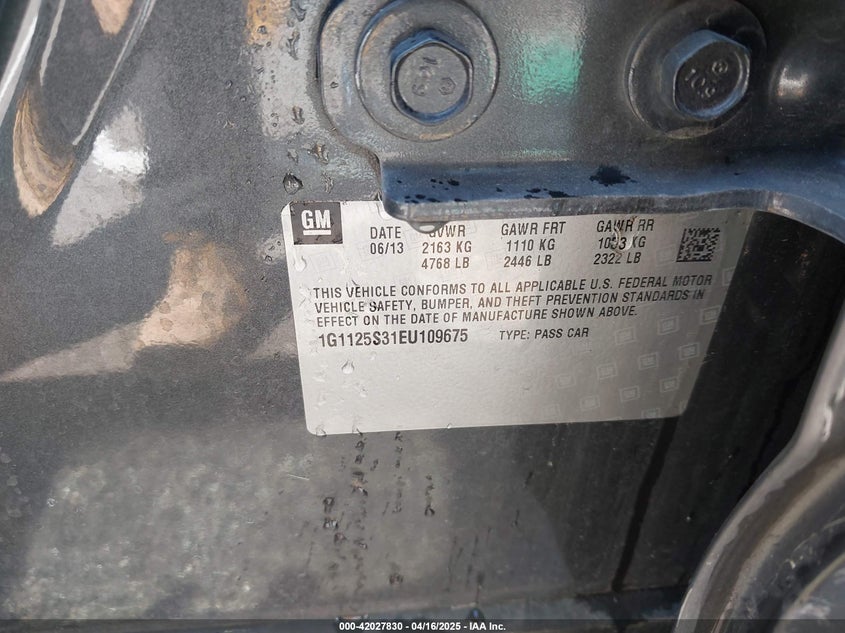 GM
DATE GVWR GAWR FRT GAWR RR
06/13 2163 KG 1110 KG KG
4768 LB 2446 LB 2322 LB
THIS VEHICLE CONFORMS TO ALL APPLICABLE U.S. FEDERAL MOTOR
VEHICLE SAFETY, BUMPER, AND THEFT PREVENTION STANDARDS IN
EFFECT ON THE DATE OF MANUFACTURE SHOWN ABOVE.
1G1125S31EU109675 TYPE: PASS CAR
000-42027830 - 04/16/2025 - IAA Inc.